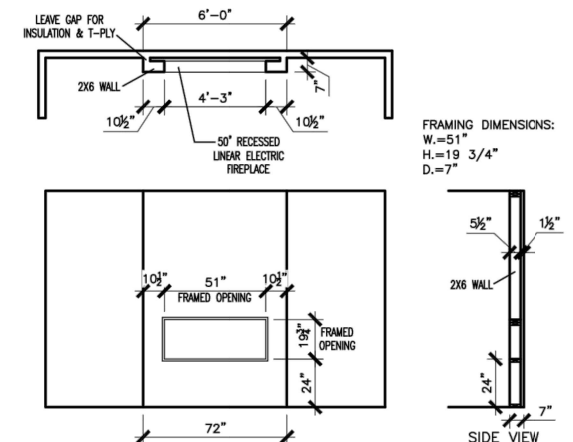 LEAVE GAP FOR
INSULATION & T-PLY
6'-0"
2X6 WALL
7"
4'-3"
10½"
10½"
50" RECESSED
LINEAR ELECTRIC
FIREPLACE
FRAMING DIMENSIONS:
W.=51"
H.=19 3/4"
D.=7"
10½"
51"
10½"
FRAMED OPENING
19¾"
FRAMED
OPENING
24"
72"
5½"
1½"
2X6 WALL
24"
7"
SIDE VIEW